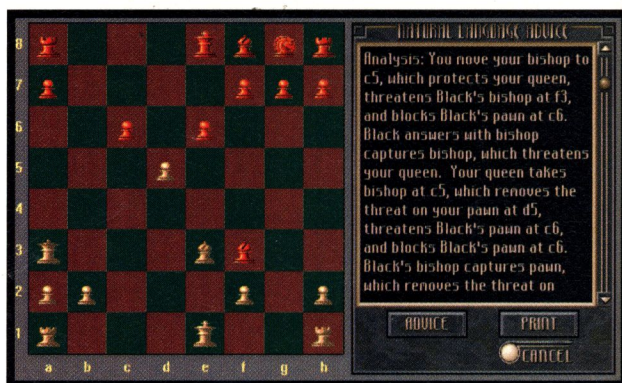 NATURAL LANGUAGE ADVICE
Analysis: You move your bishop to
c5, which protects your queen,
threatens Black's bishop at f3,
and blocks Black's pawn at c6.
Black answers with bishop
captures bishop, which threatens
your queen. Your queen takes
bishop at c5, which removes the
threat on your pawn at d5,
threatens Black's pawn at c6,
and blocks Black's pawn at c6.
Black's bishop captures pawn,
which removes the threat on
ADVICE PRINT
CANCEL
8
7
6
5
4
3
2
1
a b c d e f g h